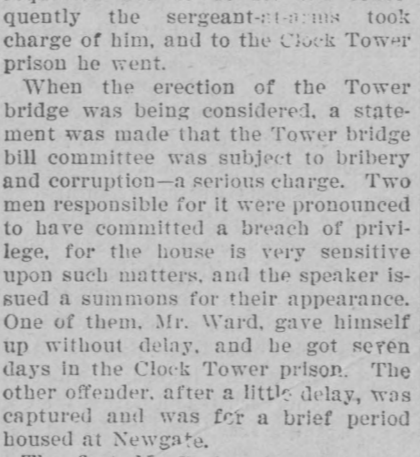 quently the sergeant-at-arms took
charge of him, and to the Clock Tower
prison he went.
When the erection of the Tower
bridge was being considered, a state-
ment was made that the Tower bridge
bill committee was subject to bribery
and corruption—a serious charge. Two
men responsible for it were pronounced
to have committed a breach of privi-
lege, for the house is very sensitive
upon such matters, and the speaker is-
sued a summons for their appearance.
One of them, Mr. Ward, gave himself
up without delay, and he got seven
days in the Clock Tower prison. The
other offender, after a little delay, was
captured and was for a brief period
housed at Newgate.